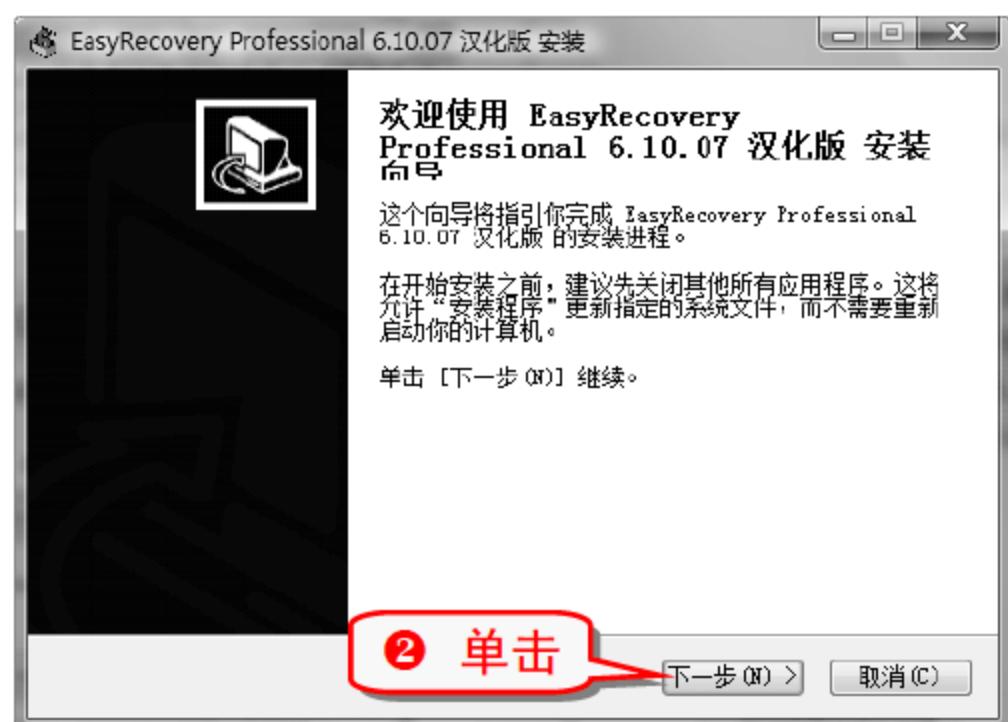 EasyRecovery Professional 6.10.07 汉化版 安装
欢迎使用 EasyRecovery
Professional 6.10.07 汉化版 安装
向导
这个向导将指引你完成 EasyRecovery Professional
6.10.07 汉化版 的安装进程。
在开始安装之前，建议先关闭其他所有应用程序。这将
允许“安装程序”更新指定的系统文件，而不需要重新
启动你的计算机。
单击 [下一步(N)] 继续。
❷ 单击
下一步(N) > 取消(C)